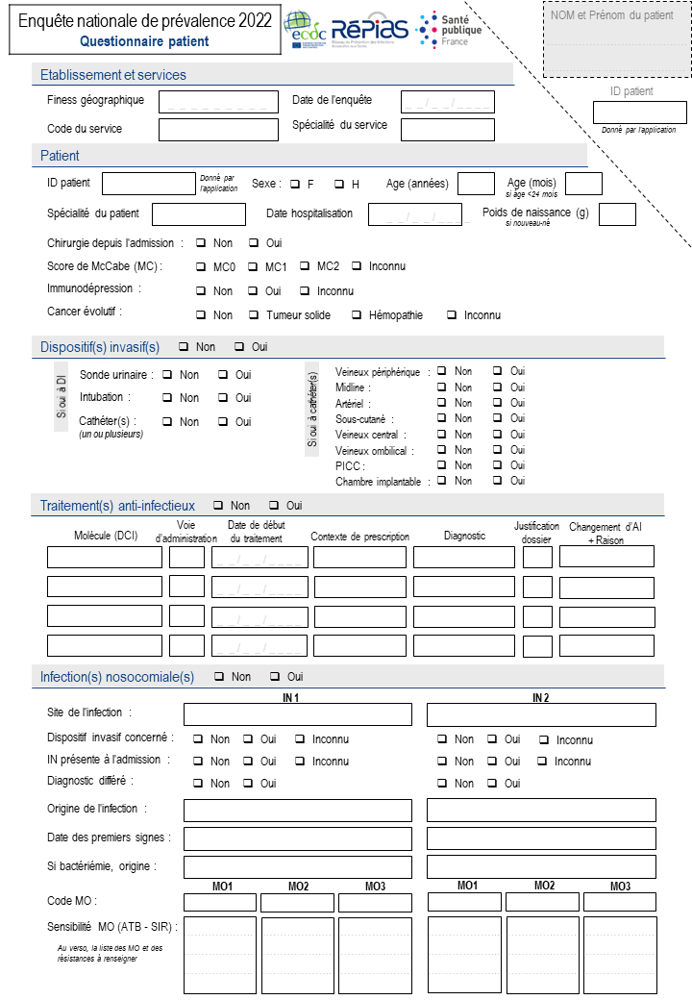 Enquête nationale de prévalence 2022
Questionnaire patient
ecdc
RéPias
Santé
publique
France
NOM et Prénom du patient
ID patient
Donné par l'application
Etablissement et services
Finess géographique _ _ _ _ _ _ _ _ _ Date de l'enquête _ _/_ _/_ _ _ _
Code du service Spécialité du service
Patient
ID patient Donné par l'application Sexe : ❑ F ❑ H Age (années) Age (mois) si âge <24 mois
Spécialité du patient Date hospitalisation _ _/_ _/_ _ _ _ Poids de naissance (g) si nouveau-né
Chirurgie depuis l'admission : ❑ Non ❑ Oui
Score de McCabe (MC) : ❑ MC0 ❑ MC1 ❑ MC2 ❑ Inconnu
Immunodépression : ❑ Non ❑ Oui ❑ Inconnu
Cancer évolutif : ❑ Non ❑ Tumeur solide ❑ Hémopathie ❑ Inconnu
Dispositif(s) invasif(s) ❑ Non ❑ Oui
Si oui à DI
Sonde urinaire : ❑ Non ❑ Oui
Intubation : ❑ Non ❑ Oui
Cathéter(s) : ❑ Non ❑ Oui
(un ou plusieurs)
Si oui à cathéter(s)
Veineux périphérique : ❑ Non ❑ Oui
Midline : ❑ Non ❑ Oui
Artériel : ❑ Non ❑ Oui
Sous-cutané : ❑ Non ❑ Oui
Veineux central : ❑ Non ❑ Oui
Veineux ombilical : ❑ Non ❑ Oui
PICC : ❑ Non ❑ Oui
Chambre implantable : ❑ Non ❑ Oui
Traitement(s) anti-infectieux ❑ Non ❑ Oui
Molécule (DCI) Voie d'administration Date de début du traitement Contexte de prescription Diagnostic Justification dossier Changement d'AI + Raison
_ _/_ _/_ _ _ _
_ _/_ _/_ _ _ _
_ _/_ _/_ _ _ _
_ _/_ _/_ _ _ _
Infection(s) nosocomiale(s) ❑ Non ❑ Oui
IN 1 IN 2
Site de l'infection :
Dispositif invasif concerné : ❑ Non ❑ Oui ❑ Inconnu ❑ Non ❑ Oui ❑ Inconnu
IN présente à l'admission : ❑ Non ❑ Oui ❑ Inconnu ❑ Non ❑ Oui ❑ Inconnu
Diagnostic différé : ❑ Non ❑ Oui ❑ Non ❑ Oui
Origine de l'infection :
Date des premiers signes :
Si bactériémie, origine :
MO1 MO2 MO3 MO1 MO2 MO3
Code MO :
Sensibilité MO (ATB - SIR) :
Au verso, la liste des MO et des
résistances à renseigner